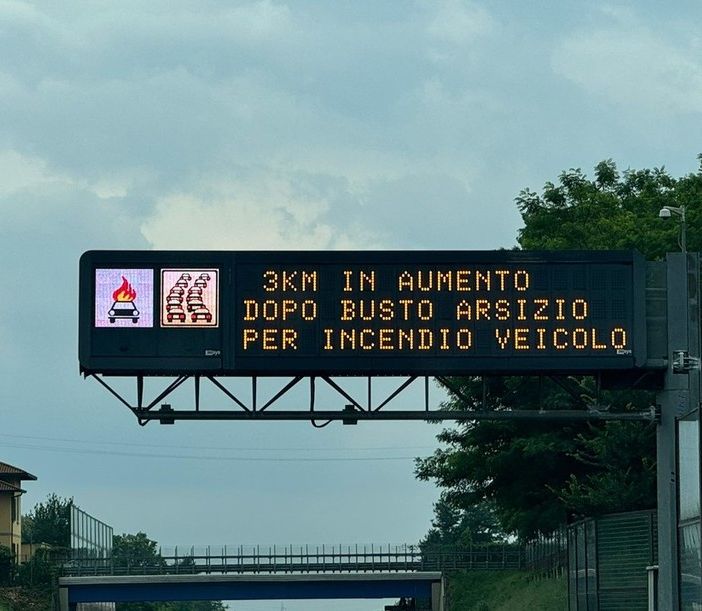 3KM IN AUMENTO
DOPO BUSTO ARSIZIO
PER INCENDIO VEICOLO